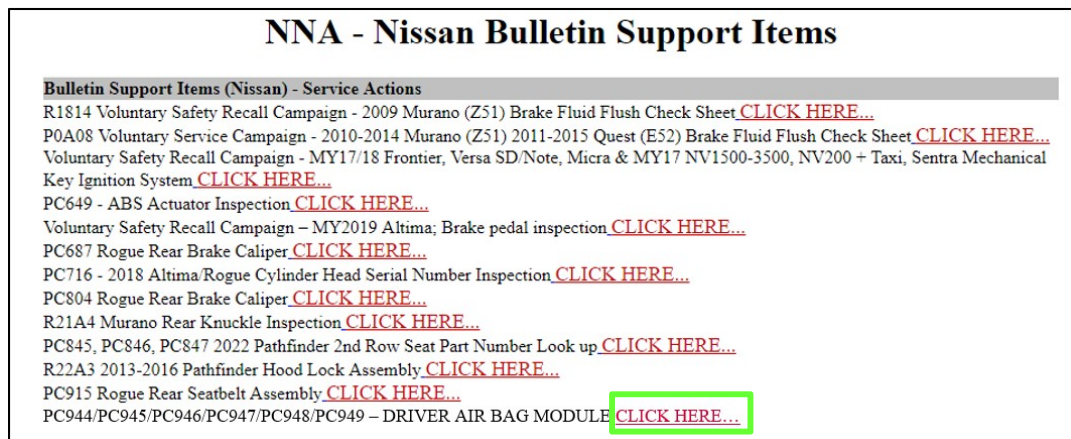 NNA - Nissan Bulletin Support Items
Bulletin Support Items (Nissan) - Service Actions
R1814 Voluntary Safety Recall Campaign - 2009 Murano (Z51) Brake Fluid Flush Check Sheet CLICK HERE...
P0A08 Voluntary Service Campaign - 2010-2014 Murano (Z51) 2011-2015 Quest (E52) Brake Fluid Flush Check Sheet CLICK HERE...
Voluntary Safety Recall Campaign - MY17/18 Frontier, Versa SD/Note, Micra & MY17 NV1500-3500, NV200 + Taxi, Sentra Mechanical
Key Ignition System CLICK HERE...
PC649 - ABS Actuator Inspection CLICK HERE...
Voluntary Safety Recall Campaign – MY2019 Altima; Brake pedal inspection CLICK HERE...
PC687 Rogue Rear Brake Caliper CLICK HERE...
PC716 - 2018 Altima/Rogue Cylinder Head Serial Number Inspection CLICK HERE...
PC804 Rogue Rear Brake Caliper CLICK HERE...
R21A4 Murano Rear Knuckle Inspection CLICK HERE...
PC845, PC846, PC847 2022 Pathfinder 2nd Row Seat Part Number Look up CLICK HERE...
R22A3 2013-2016 Pathfinder Hood Lock Assembly CLICK HERE...
PC915 Rogue Rear Seatbelt Assembly CLICK HERE...
PC944/PC945/PC946/PC947/PC948/PC949 – DRIVER AIR BAG MODULE CLICK HERE...